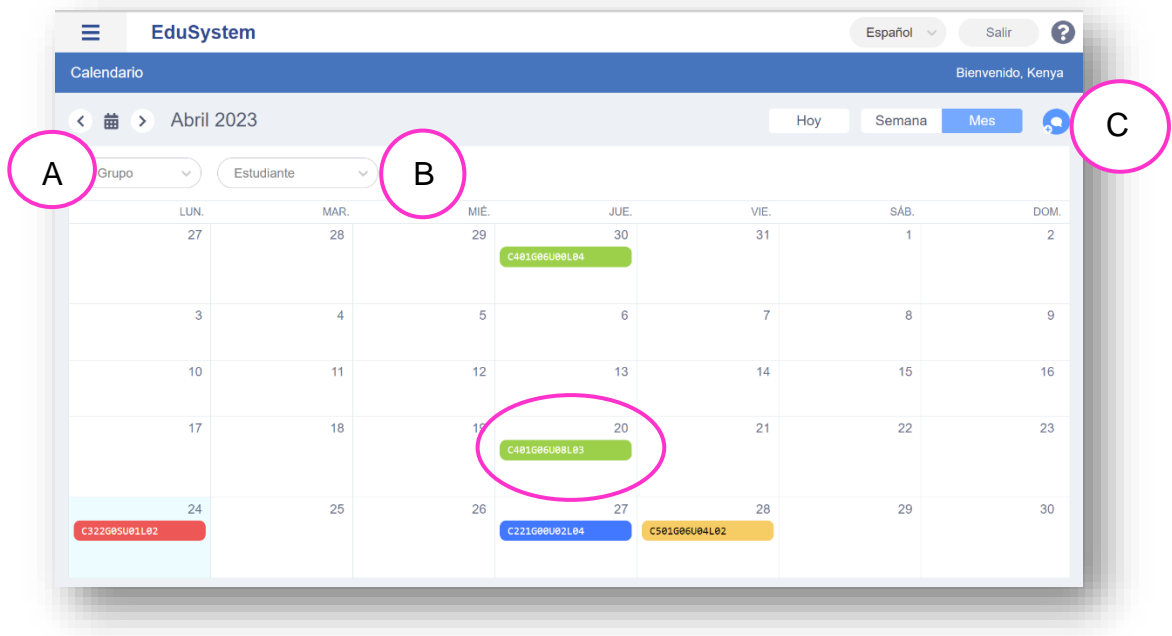 EduSystem Español Salir ?
Calendario Bienvenido, Kenya
Abril 2023 Hoy Semana Mes C
A Grupo Estudiante B
LUN. MAR. MIÉ. JUE. VIE. SÁB. DOM.
27 28 29 30 31 1 2
C401G06U00L04
3 4 5 6 7 8 9
10 11 12 13 14 15 16
17 18 19 20 21 22 23
C401G06U08L03
24 25 26 27 28 29 30
C322G0SU01L02 C221G00U02L04 C501G06U04L02